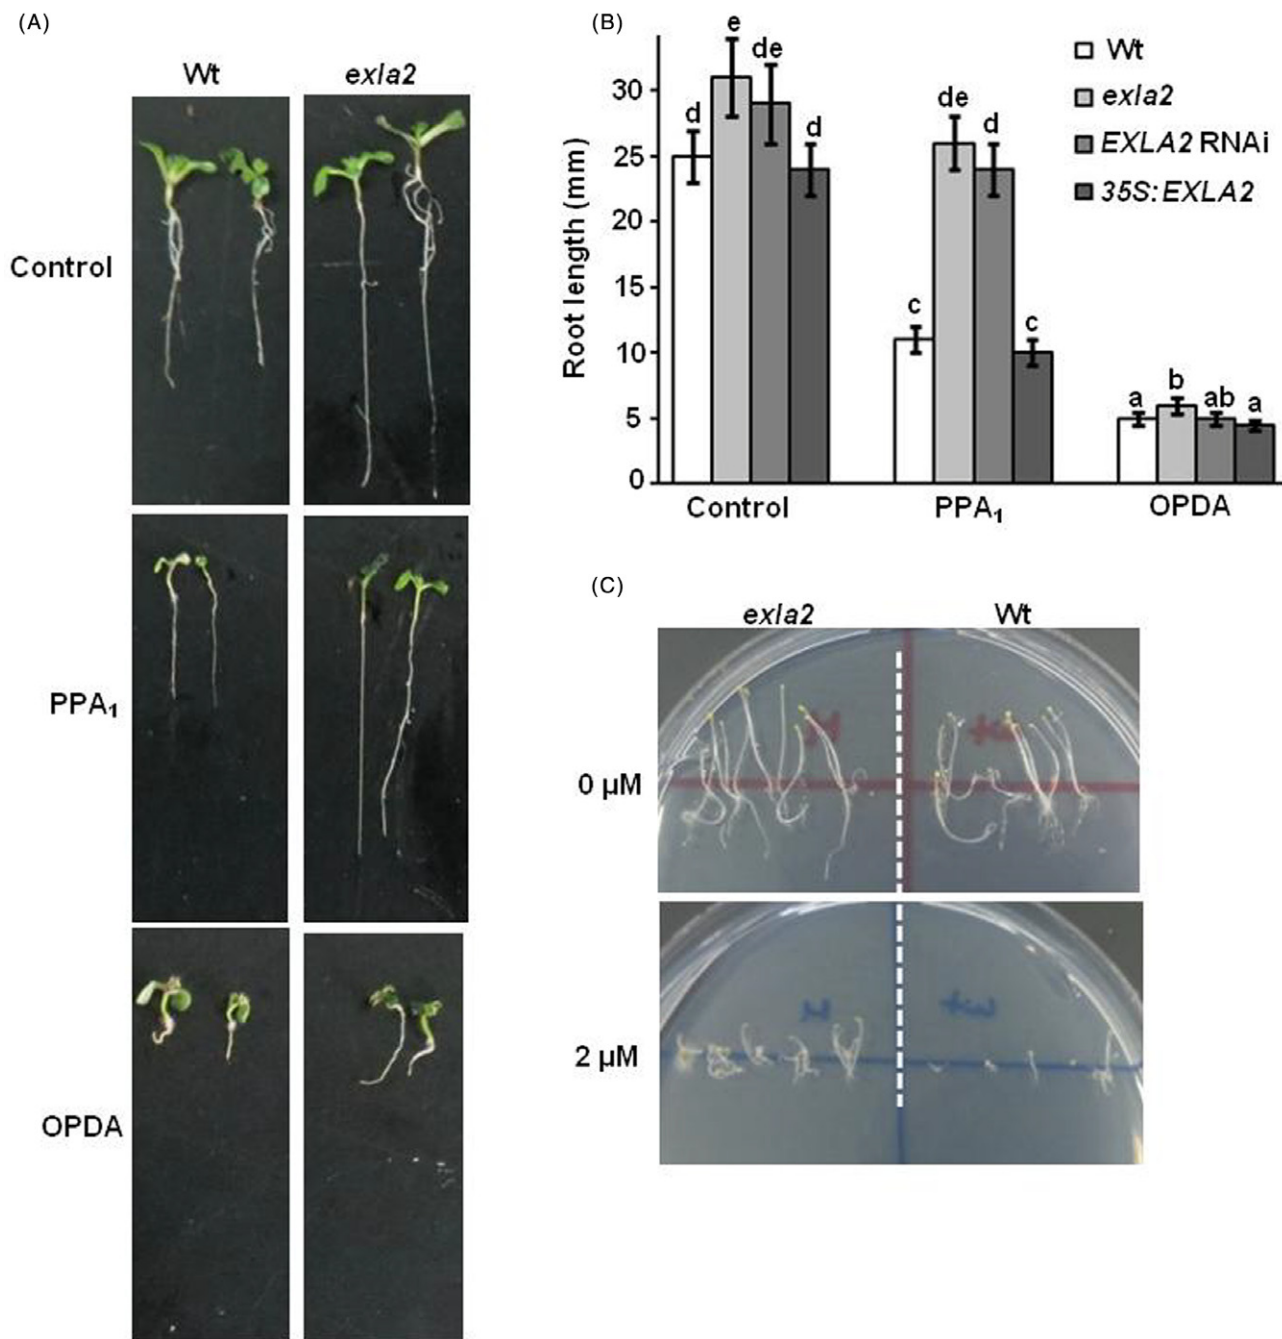 (A)
Wt exla2
Control
PPA₁
OPDA
(B)
Root length (mm)
30
25
20
15
10
5
0
e
de
d
d
de
d
c
c
b
ab
a
a
Control PPA₁ OPDA
Wt
exla2
EXLA2 RNAi
35S:EXLA2
(C)
exla2 Wt
0 µM
2 µM